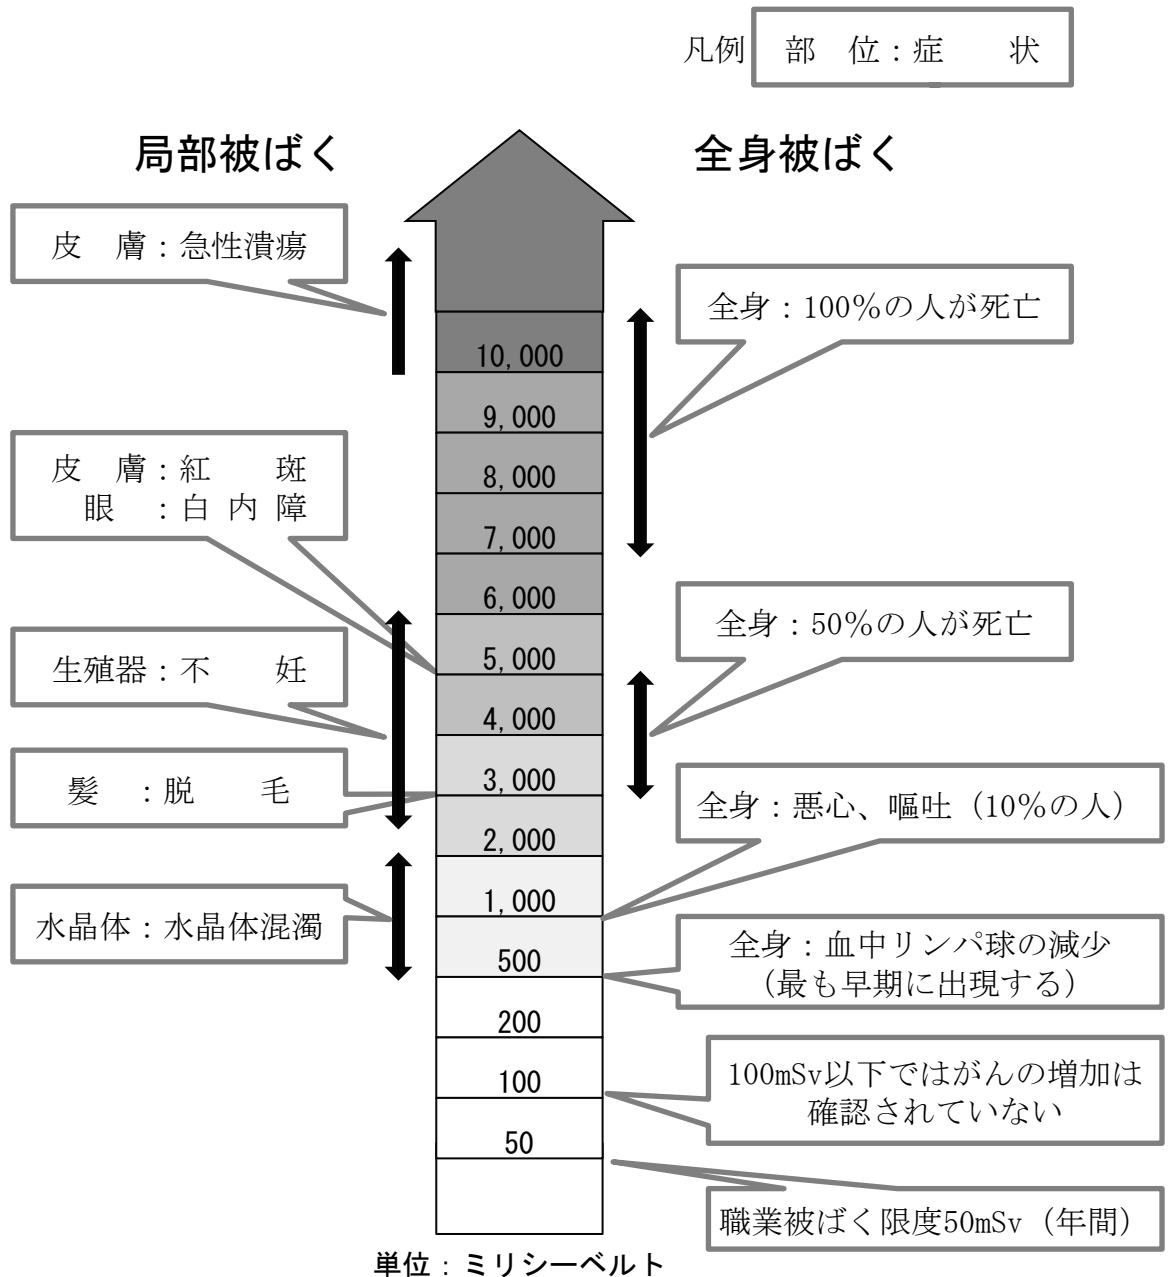 凡例
部 位：症 状
局部被ばく
全身被ばく
皮 膚：急性潰瘍
皮 膚：紅 斑
眼 ：白 内 障
生殖器：不 妊
髪 ：脱 毛
水晶体：水晶体混濁
10,000
9,000
8,000
7,000
6,000
5,000
4,000
3,000
2,000
1,000
500
200
100
50
全身：100％の人が死亡
全身：50％の人が死亡
全身：悪心、嘔吐（10％の人）
全身：血中リンパ球の減少
（最も早期に出現する）
100mSv以下ではがんの増加は
確認されていない
職業被ばく限度50mSv（年間）
単位：ミリシーベルト